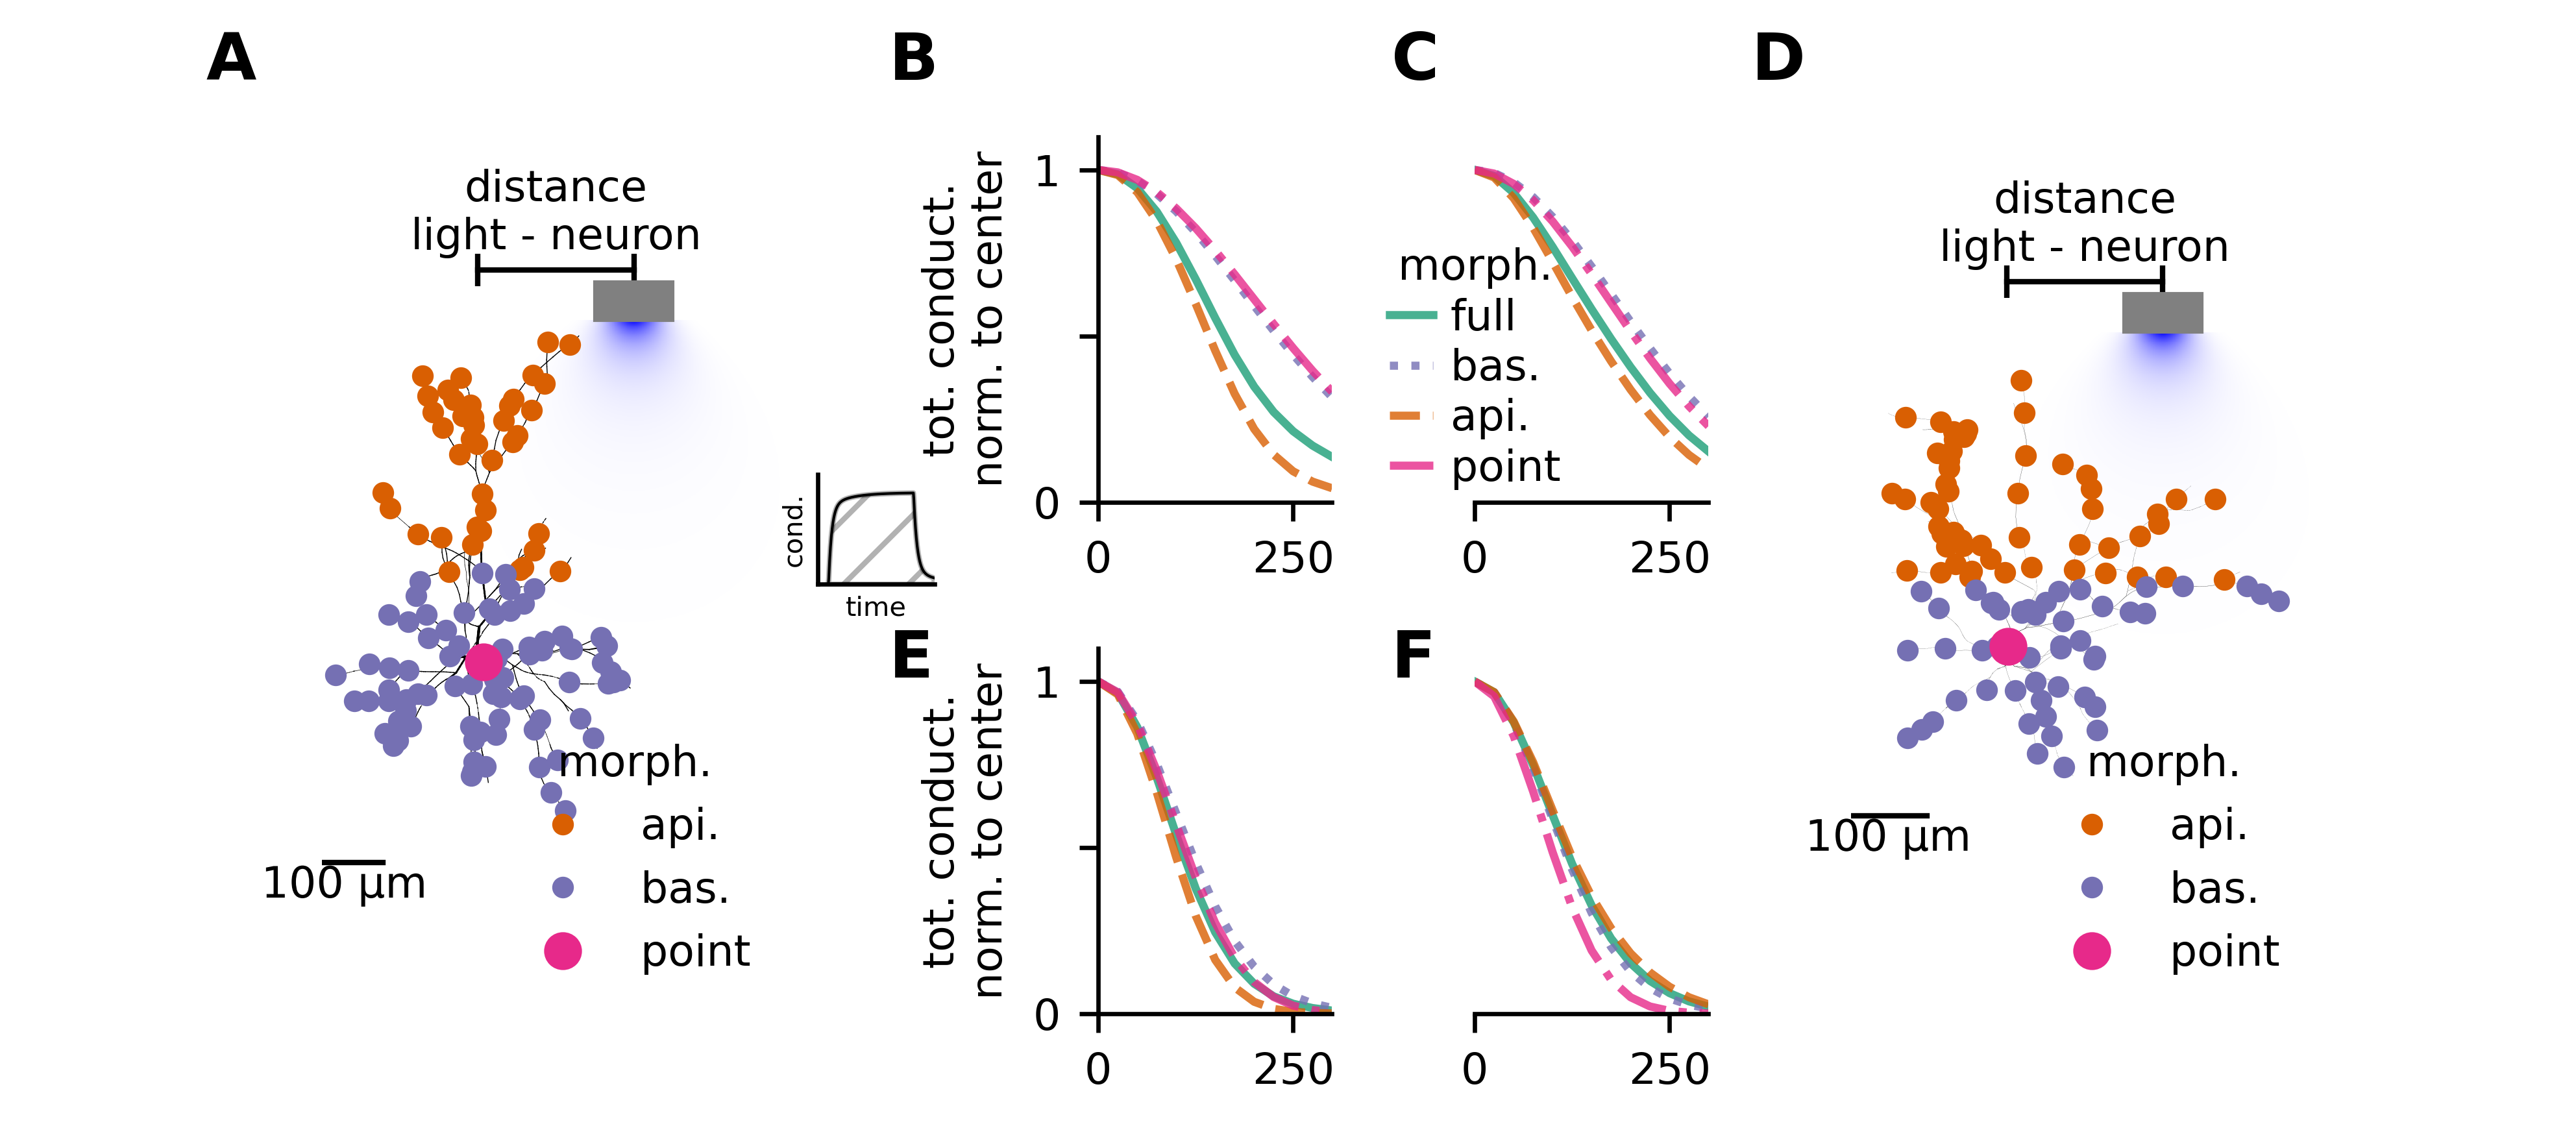 A
distance
light - neuron
morph.
api.
bas.
point
100 µm
cond.
time
B
tot. conduct.
norm. to center
1
0
0
250
C
morph.
full
bas.
api.
point
0
250
D
distance
light - neuron
morph.
api.
bas.
point
100 µm
E
tot. conduct.
norm. to center
1
0
0
250
F
0
250